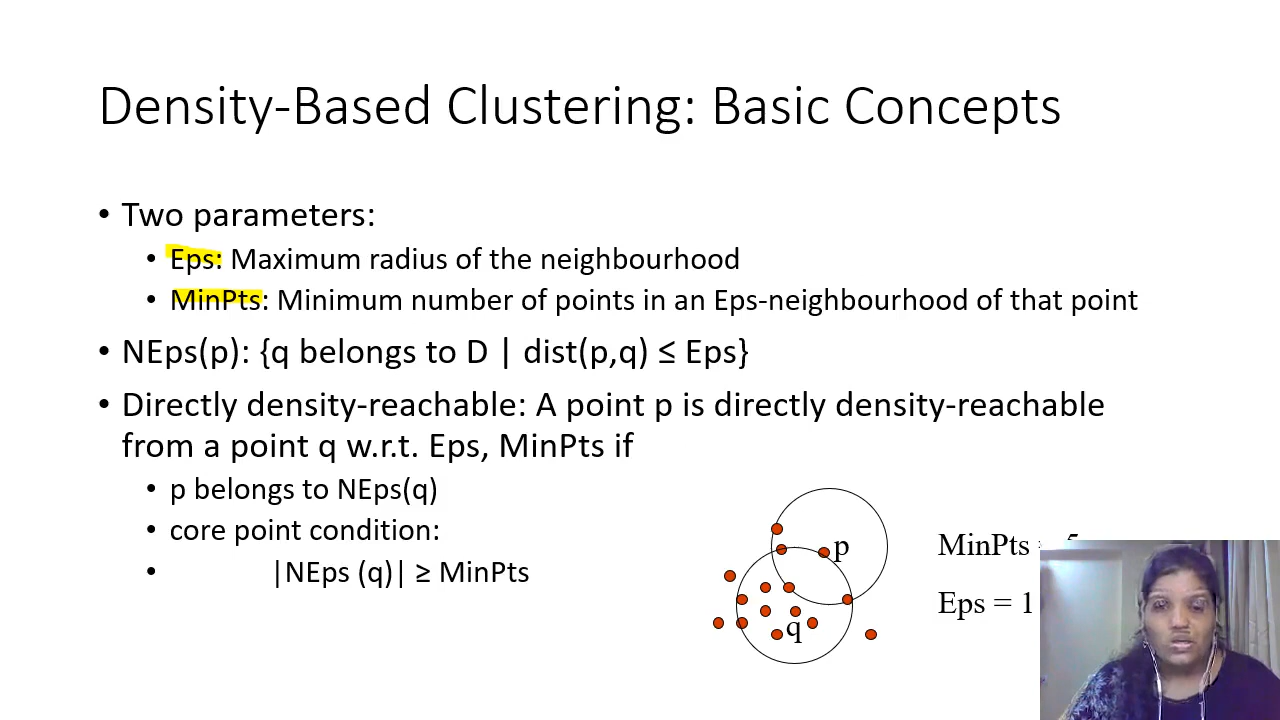 Density-Based Clustering: Basic Concepts
• Two parameters:
• Eps: Maximum radius of the neighbourhood
• MinPts: Minimum number of points in an Eps-neighbourhood of that point
• NEps(p): {q belongs to D | dist(p,q) ≤ Eps}
• Directly density-reachable: A point p is directly density-reachable
from a point q w.r.t. Eps, MinPts if
• p belongs to NEps(q)
• core point condition:
• |NEps (q)| ≥ MinPts
p
q
MinPts
Eps = 1